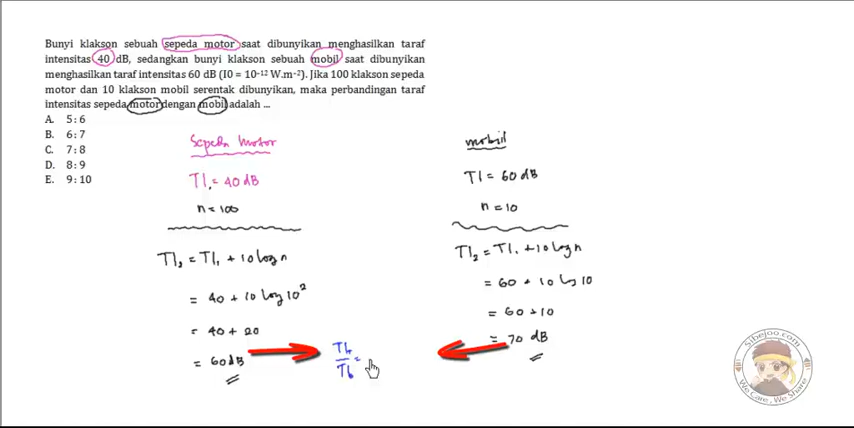 Bunyi klakson sebuah sepeda motor saat dibunyikan menghasilkan taraf
intensitas 40 dB, sedangkan bunyi klakson sebuah mobil saat dibunyikan
menghasilkan taraf intensitas 60 dB (I0 = 10⁻¹² W.m⁻²). Jika 100 klakson sepeda
motor dan 10 klakson mobil serentak dibunyikan, maka perbandingan taraf
intensitas sepeda motor dengan mobil adalah ...
A. 5 : 6
B. 6 : 7
C. 7 : 8
D. 8 : 9
E. 9 : 10
Sepeda Motor
TI₁ = 40 dB
n = 100
TI₂ = TI₁ + 10 log n
= 40 + 10 log 10²
= 40 + 20
= 60 dB
mobil
TI = 60 dB
n = 10
TI₂ = TI₁ + 10 log n
= 60 + 10 log 10
= 60 + 10
= 70 dB
Sibejoo.com
We Care, We Share